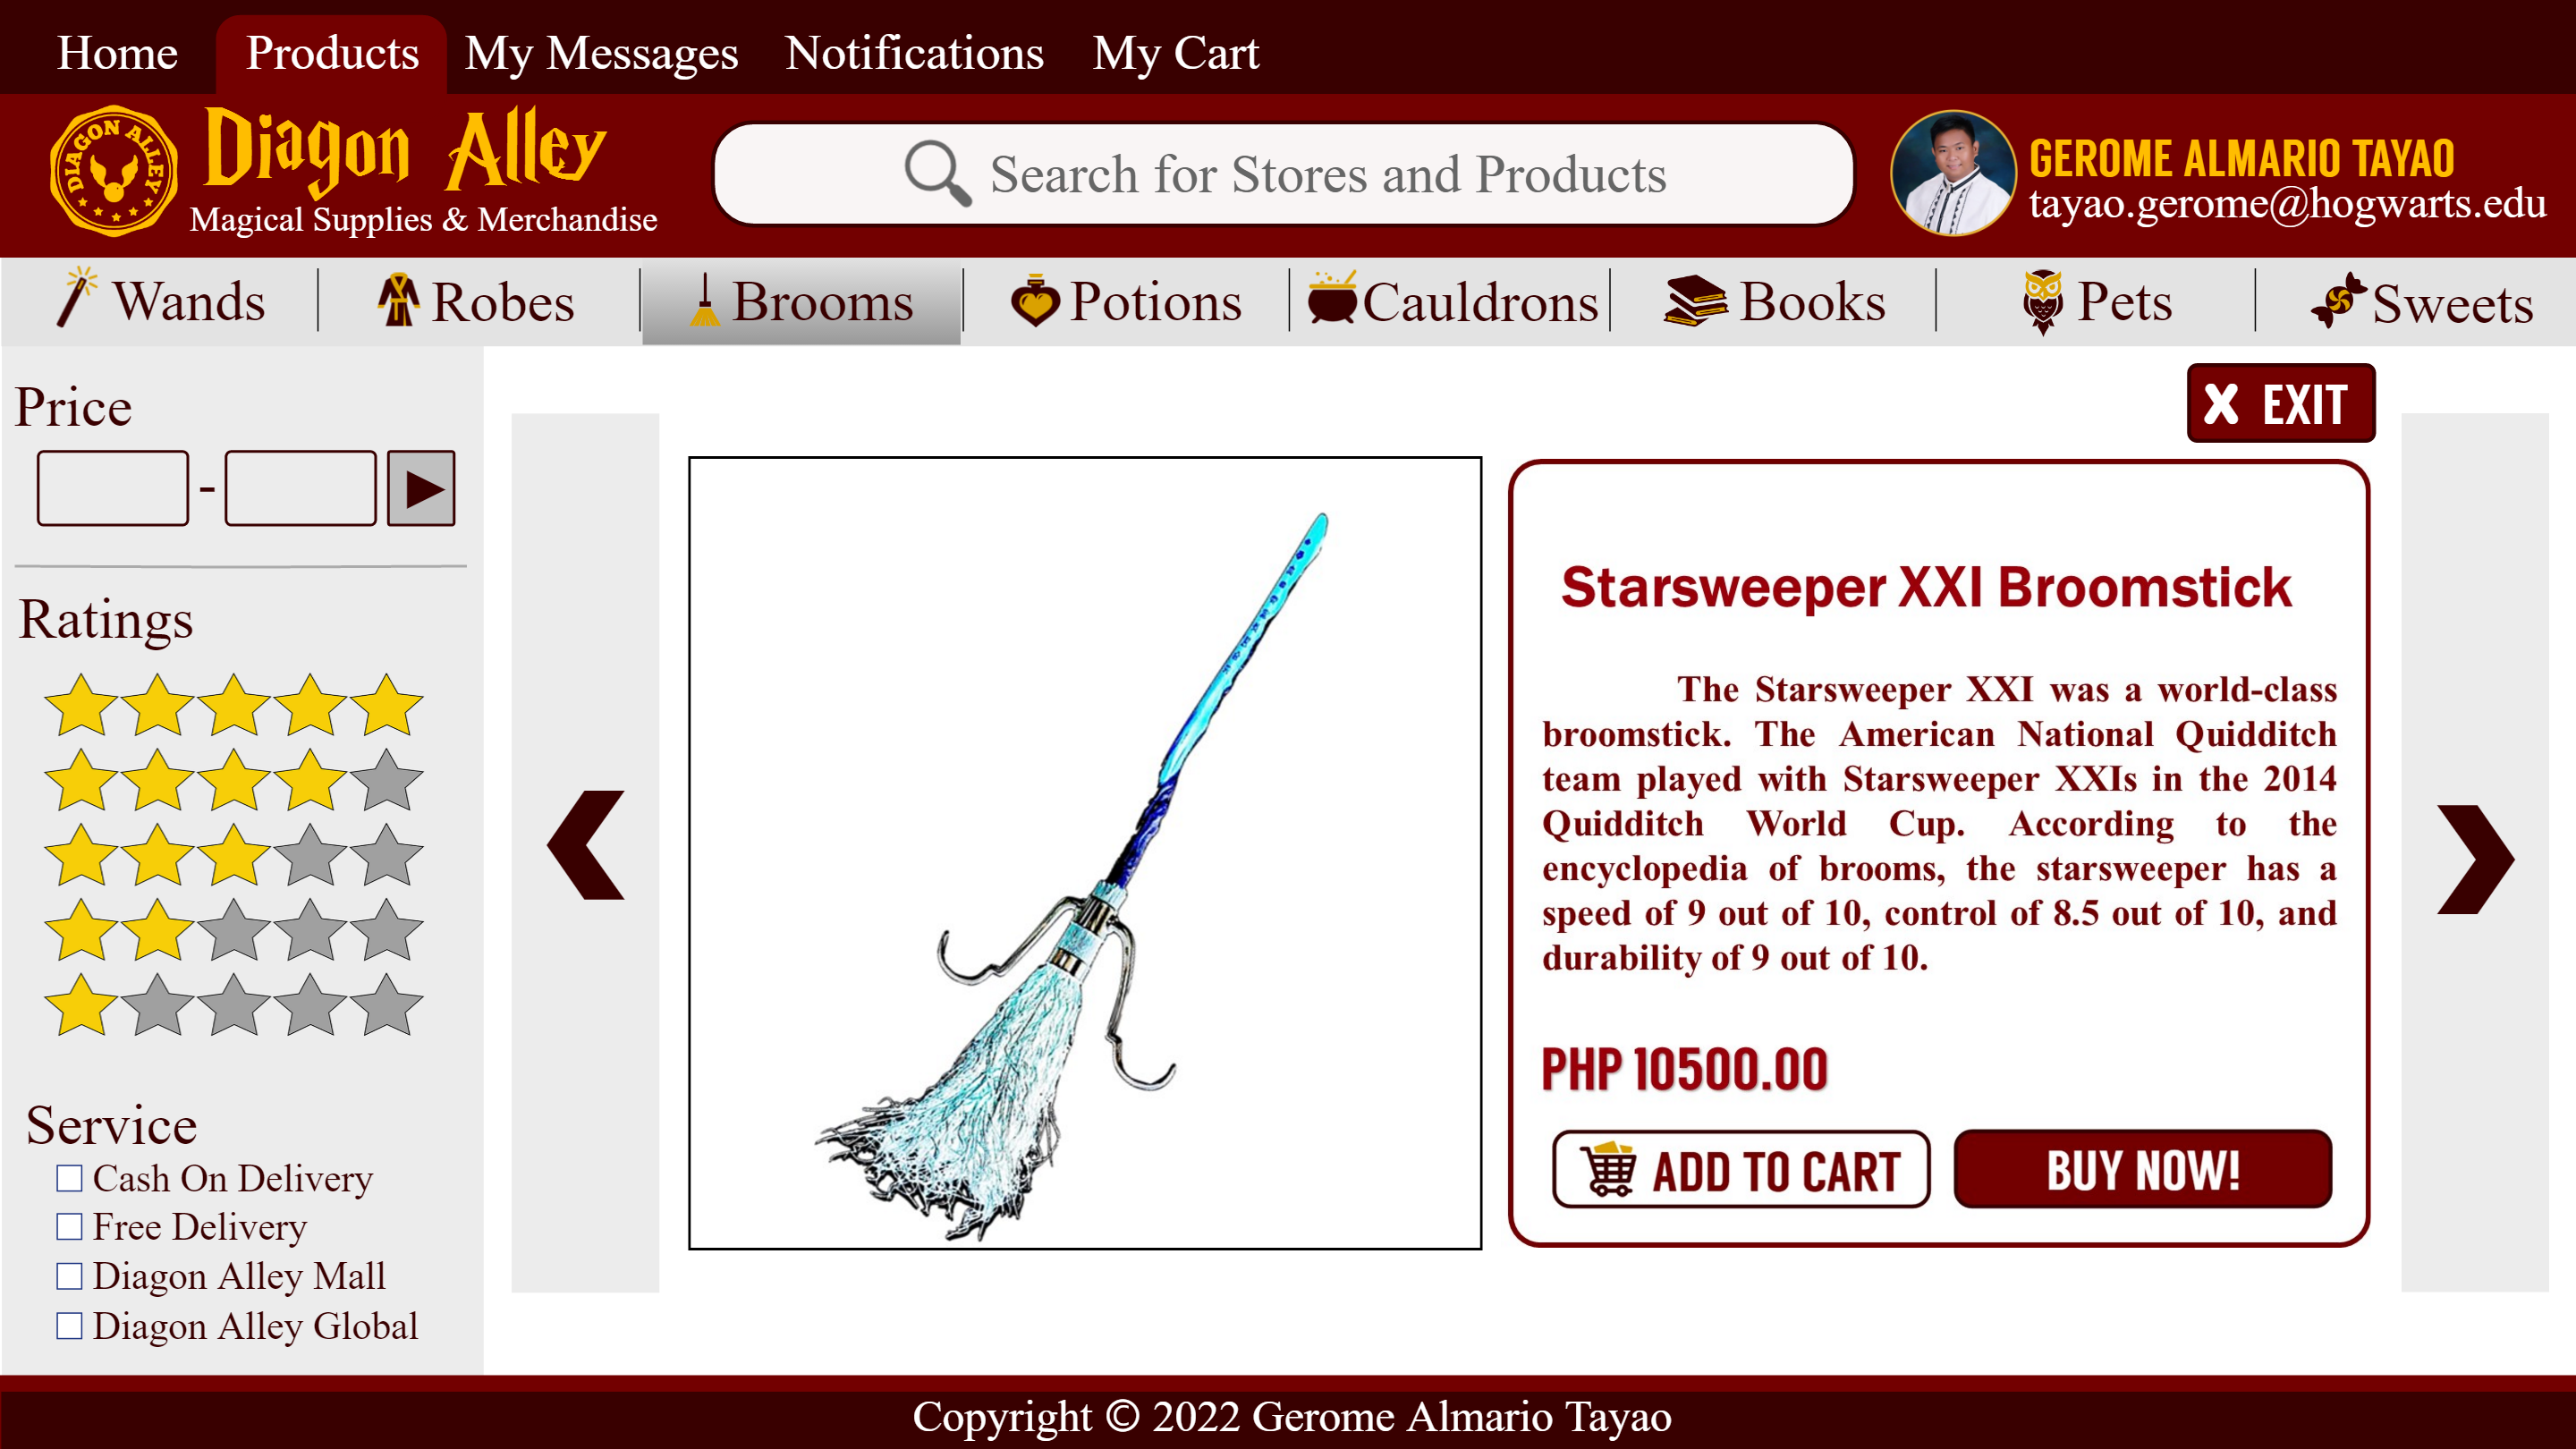 Home Products My Messages Notifications My Cart
DIAGON ALLEY
Diagon Alley
Magical Supplies & Merchandise
Search for Stores and Products
GEROME ALMARIO TAYAO
tayao.gerome@hogwarts.edu
Wands Robes Brooms Potions Cauldrons Books Pets Sweets
Price
-
Ratings
Service
Cash On Delivery
Free Delivery
Diagon Alley Mall
Diagon Alley Global
X EXIT
Starsweeper XXI Broomstick
The Starsweeper XXI was a world-class
broomstick. The American National Quidditch
team played with Starsweeper XXIs in the 2014
Quidditch World Cup. According to the
encyclopedia of brooms, the starsweeper has a
speed of 9 out of 10, control of 8.5 out of 10, and
durability of 9 out of 10.
PHP 10500.00
ADD TO CART
BUY NOW!
Copyright © 2022 Gerome Almario Tayao